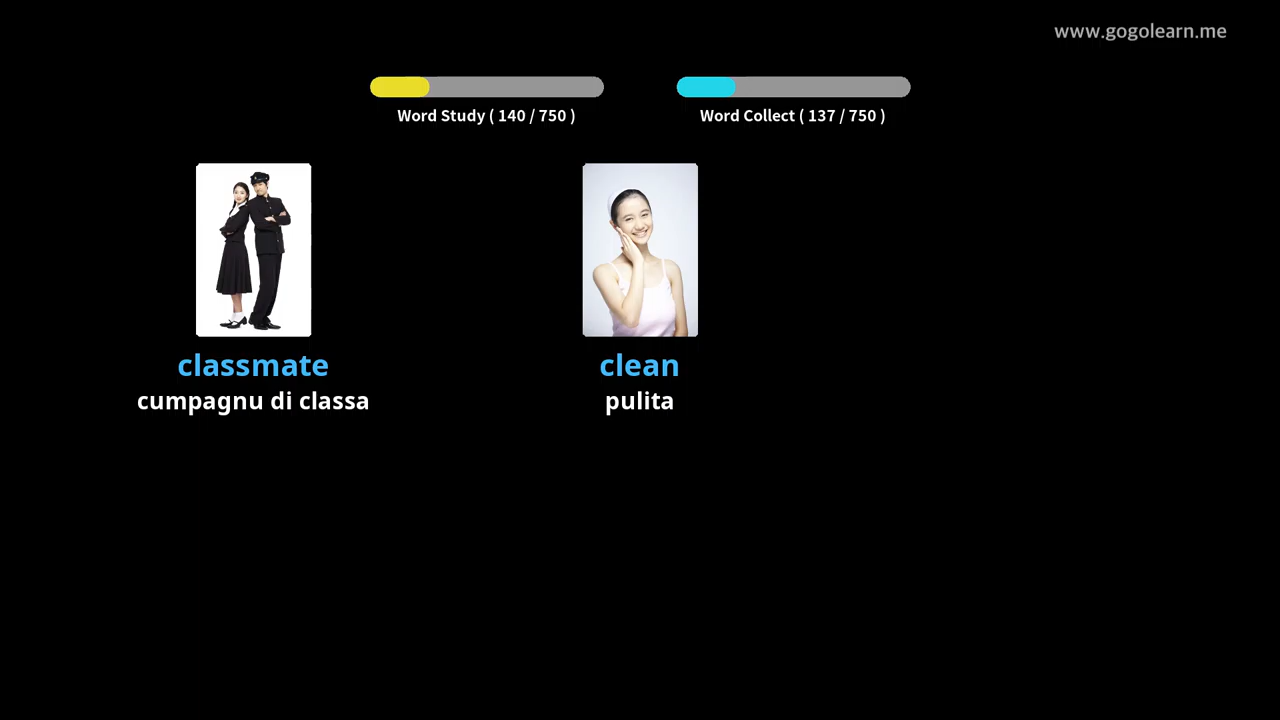 www.gogolearn.me
Word Study ( 140 / 750 )
Word Collect ( 137 / 750 )
classmate
cumpagnu di classa
clean
pulita